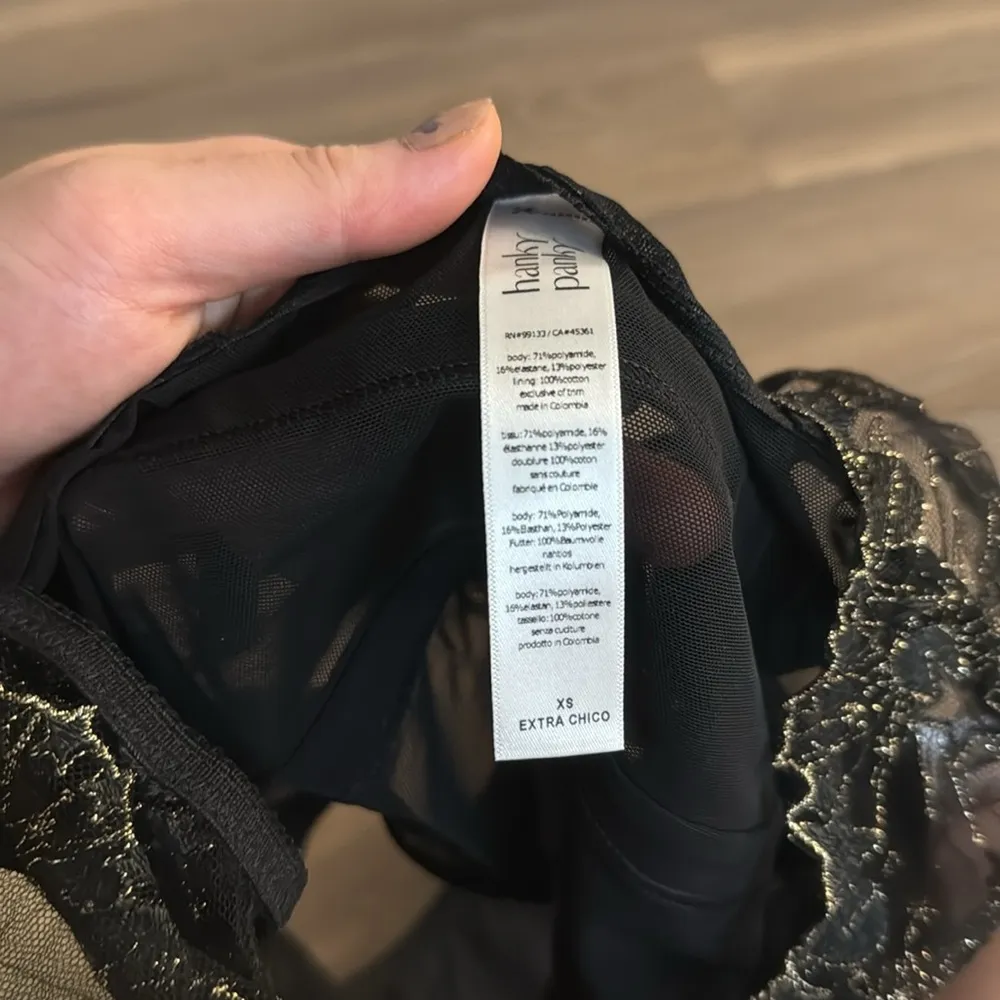 hanky
panky
RN#99133 / CA#45361
body: 71%polyamide,
16%elastane, 13%polyester
lining: 100%cotton
exclusive of trim
made in Colombia
tissu: 71%polyamide, 16%
élasthanne 13%polyester
doublure 100%coton
sans couture
fabriqué en Colombie
body: 71%Polyamide,
16%Elasthan, 13%Polyester
Futter: 100%Baumwolle
nahtlos
hergestellt in Kolumbien
body: 71%polyamide,
16%elastan, 13%poliestere
tassello: 100%cotone
senza cuciture
prodotto in Colombia
XS
EXTRA CHICO